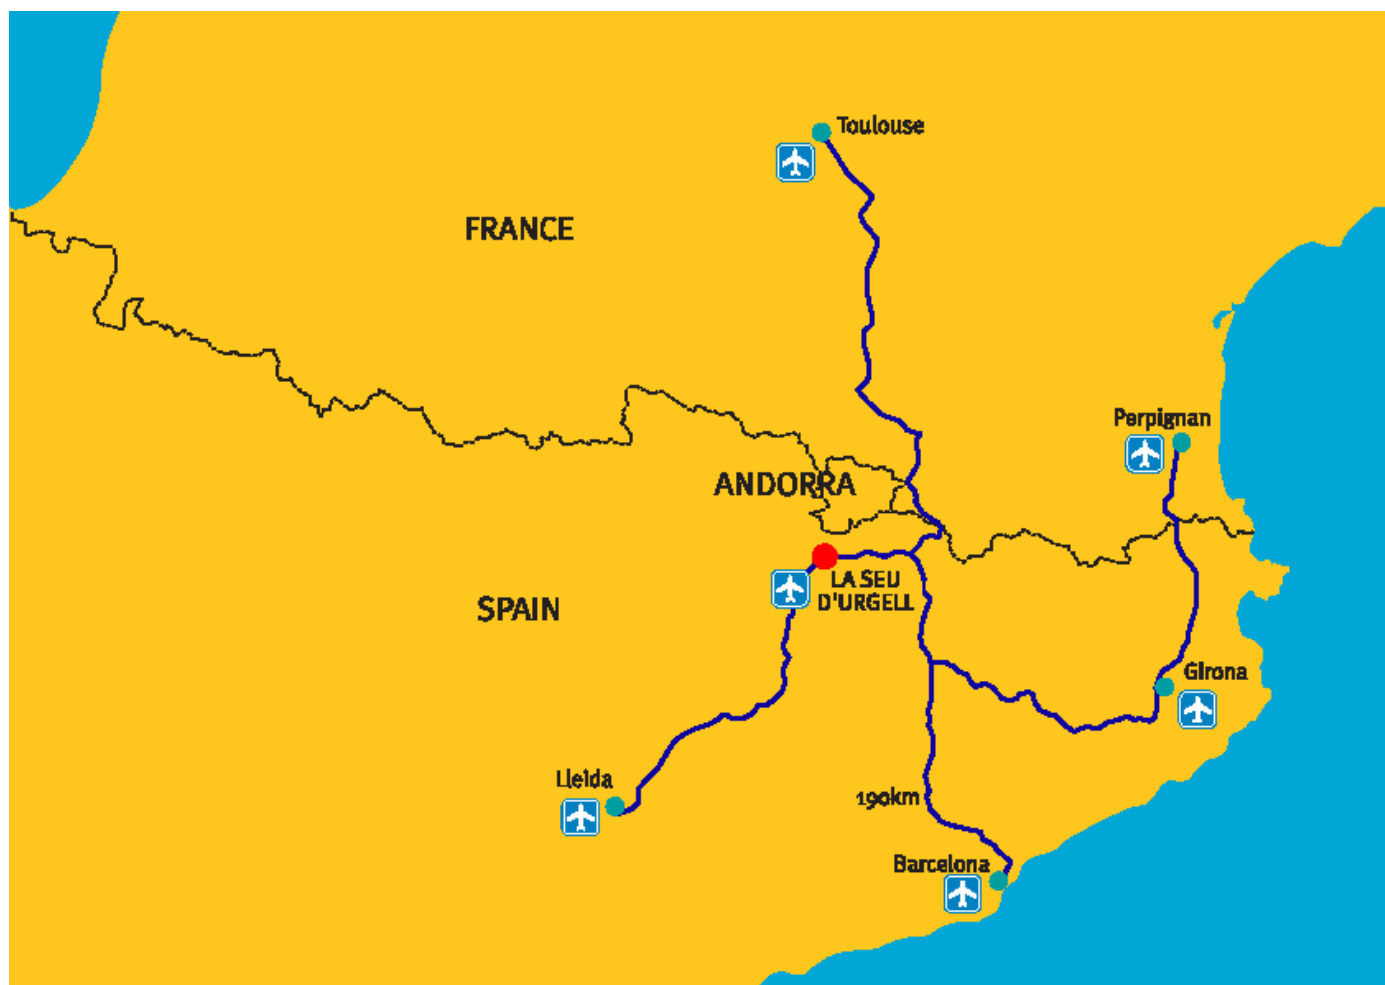 Toulouse
FRANCE
Perpignan
ANDORRA
LA SEU
D'URGELL
SPAIN
Girona
Lleida
190km
Barcelona